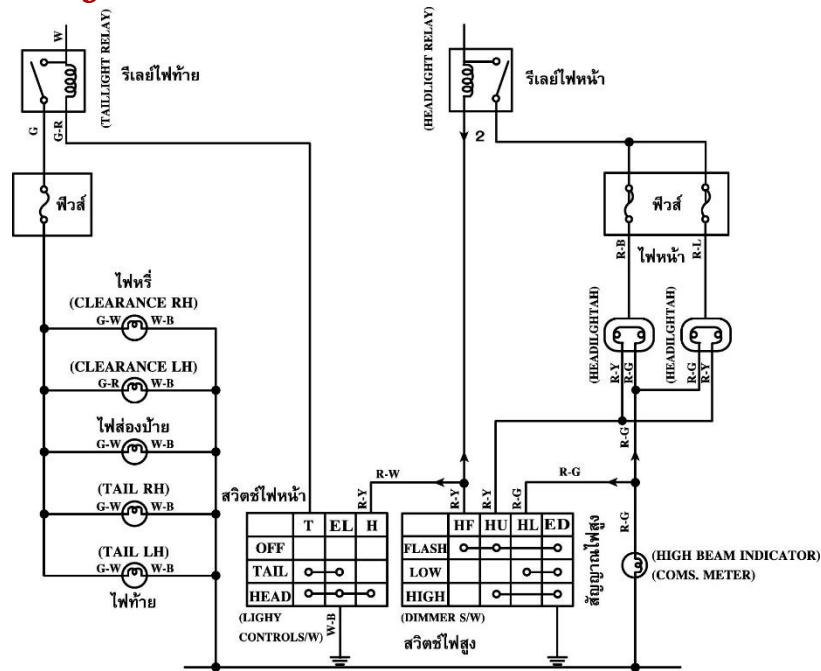 W
(TAILLIGHT RELAY)
รีเลย์ไฟท้าย
G
G-R
(HEADLIGHT RELAY)
รีเลย์ไฟหน้า
2
ฟิวส์
ฟิวส์
R-B
ไฟหน้า
R-L
ไฟหรี่
(CLEARANCE RH)
G-W W-B
(CLEARANCE LH)
G-R W-B
ไฟส่องป้าย
G-W W-B
(TAIL RH)
G-W W-B
(TAIL LH)
G-W W-B
ไฟท้าย
(HEADILGHTAH)
R-Y
R-G
(HEADILGHTAH)
R-G
R-Y
R-G
R-W
R-G
R-G
สวิตช์ไฟหน้า
R-Y
R-Y
R-Y
R-G
T EL H
OFF
TAIL
HEAD
(LIGHY
CONTROLS/W)
W-B
HF HU HL ED
FLASH
LOW
HIGH
สัญญาณไฟสูง
(DIMMER S/W)
สวิตช์ไฟสูง
(HIGH BEAM INDICATOR)
(COMS. METER)